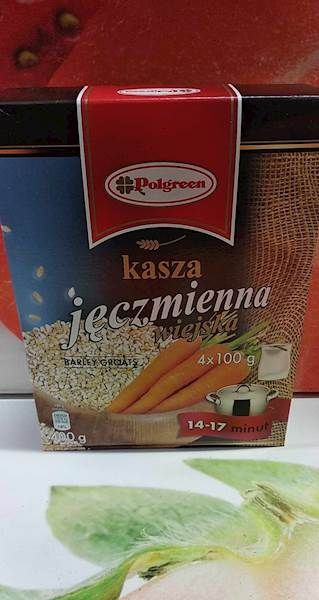 Polgreen
kasza
jęczmienna
wiejska
BARLEY GROATS
4x100 g
14-17 minut
400 g